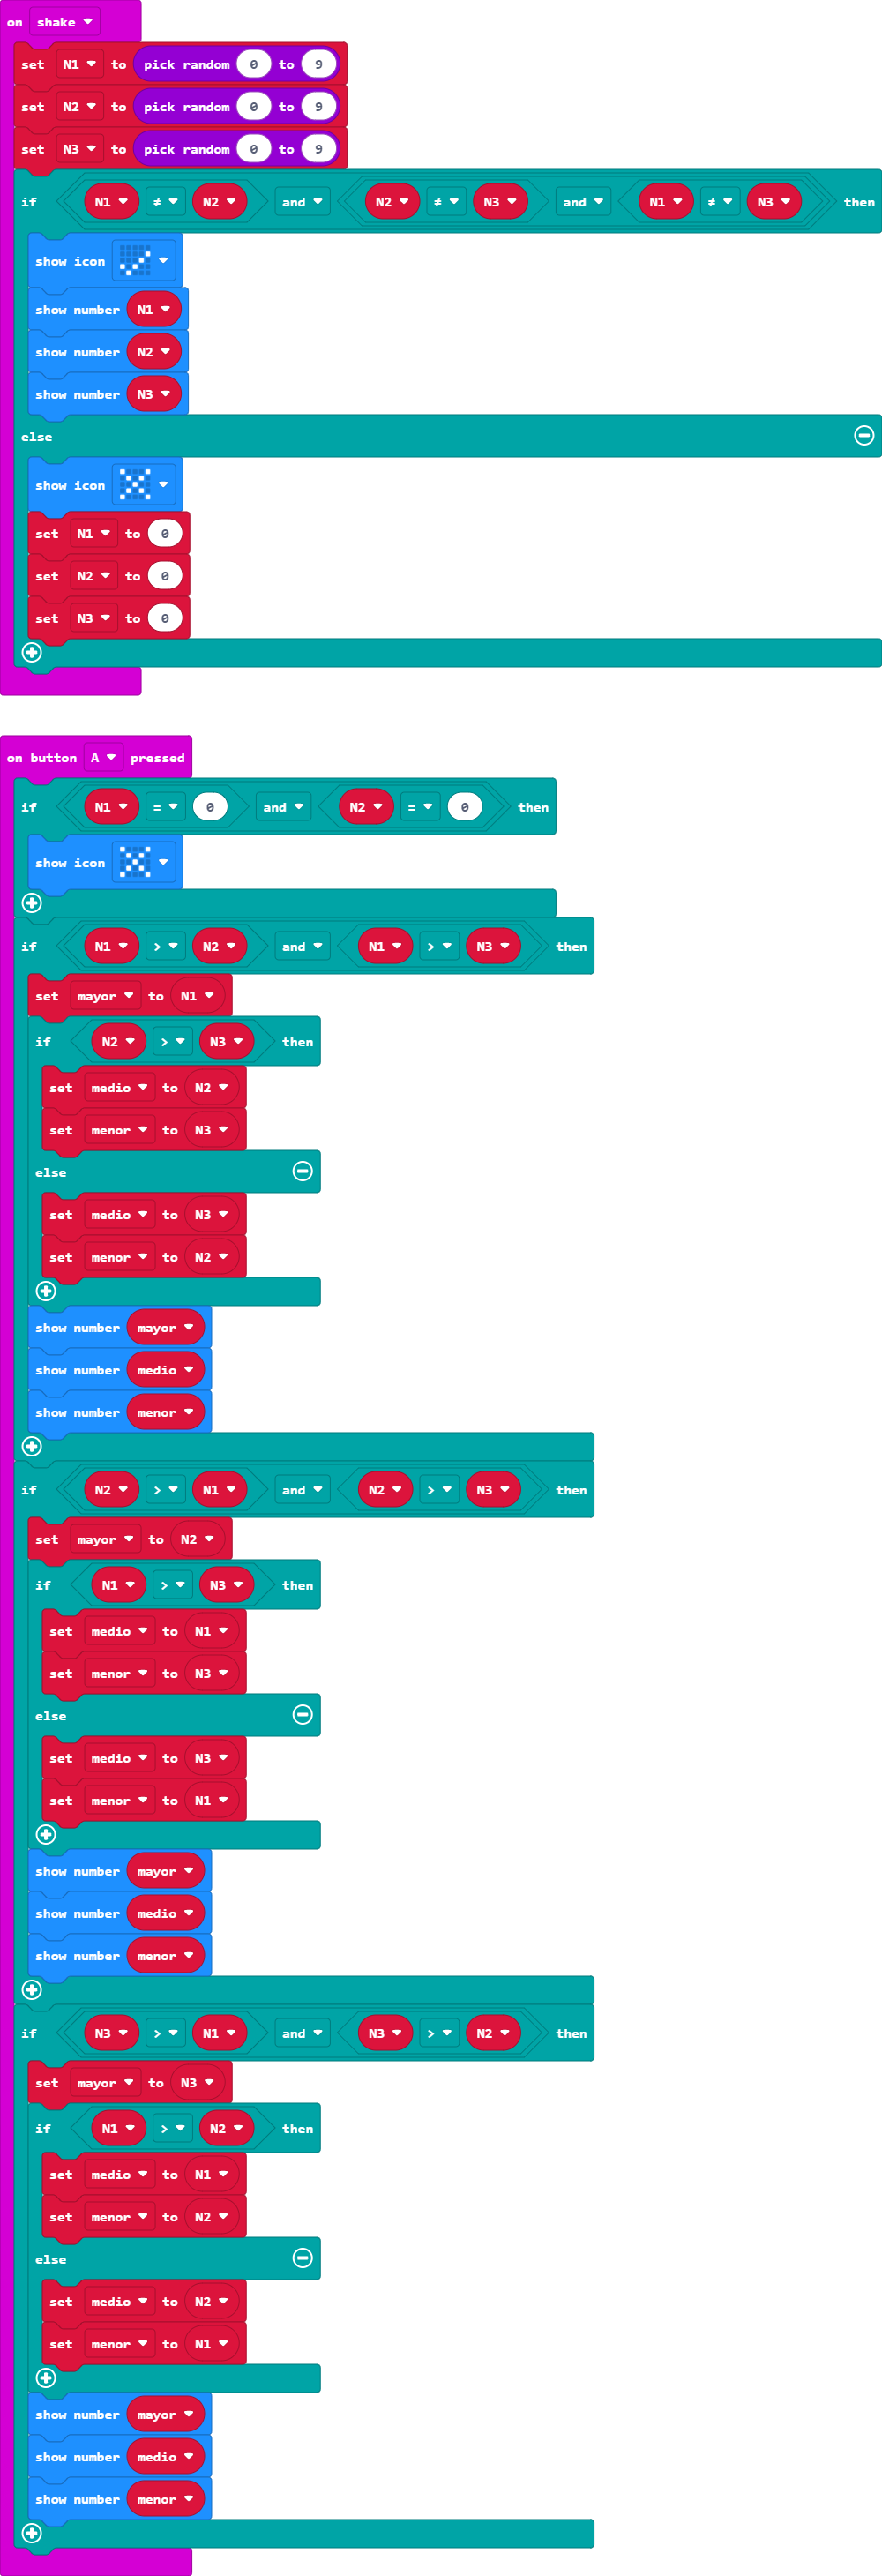 on shake
set N1 to pick random 0 to 9
set N2 to pick random 0 to 9
set N3 to pick random 0 to 9
if N1 ≠ N2 and N2 ≠ N3 and N1 ≠ N3 then
show icon
show number N1
show number N2
show number N3
else
show icon
set N1 to 0
set N2 to 0
set N3 to 0
on button A pressed
if N1 = 0 and N2 = 0 then
show icon
if N1 > N2 and N1 > N3 then
set mayor to N1
if N2 > N3 then
set medio to N2
set menor to N3
else
set medio to N3
set menor to N2
show number mayor
show number medio
show number menor
if N2 > N1 and N2 > N3 then
set mayor to N2
if N1 > N3 then
set medio to N1
set menor to N3
else
set medio to N3
set menor to N1
show number mayor
show number medio
show number menor
if N3 > N1 and N3 > N2 then
set mayor to N3
if N1 > N2 then
set medio to N1
set menor to N2
else
set medio to N2
set menor to N1
show number mayor
show number medio
show number menor